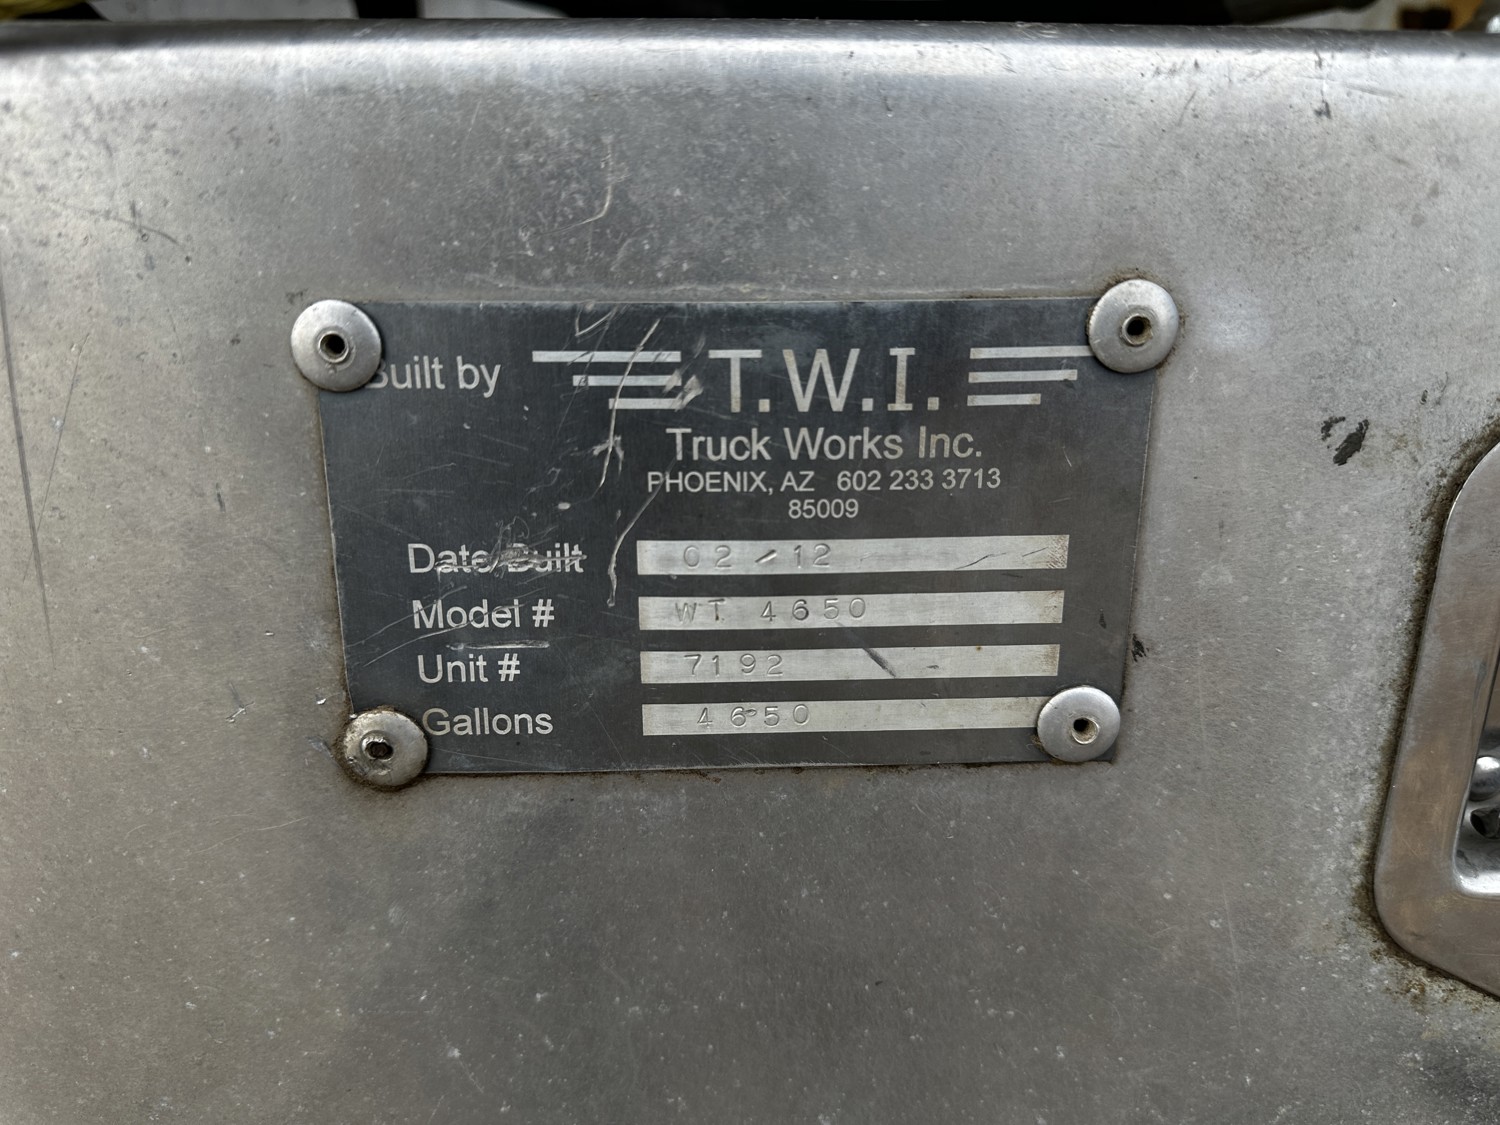 Built by T.W.I.
Truck Works Inc.
PHOENIX, AZ 602 233 3713
85009
Date Built 02/12
Model # WT 4650
Unit # 7192
Gallons 4650